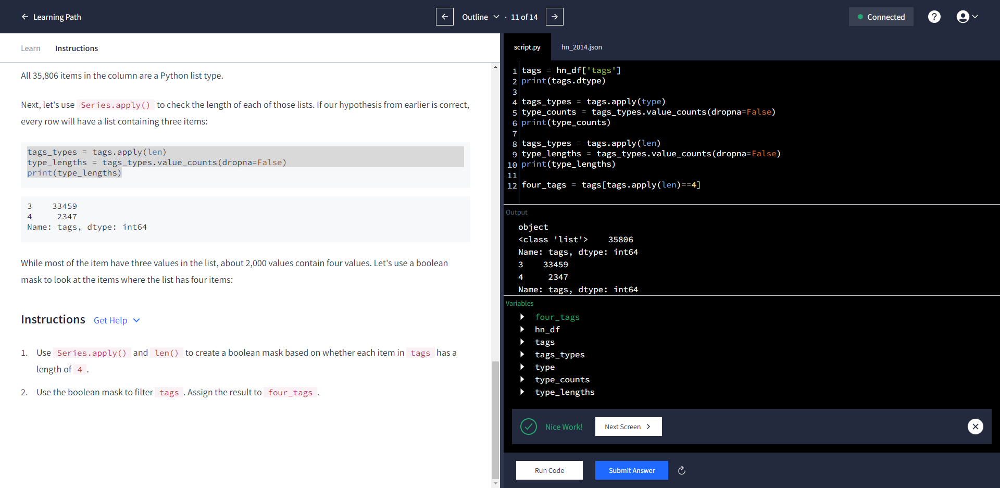 Learning Path
Outline · 11 of 14
Connected
?
Learn Instructions
script.py hn_2014.json
All 35,806 items in the column are a Python list type.
Next, let's use Series.apply() to check the length of each of those lists. If our hypothesis from earlier is correct,
every row will have a list containing three items:
tags_types = tags.apply(len)
type_lengths = tags_types.value_counts(dropna=False)
print(type_lengths)
3    33459
4     2347
Name: tags, dtype: int64
While most of the item have three values in the list, about 2,000 values contain four values. Let's use a boolean
mask to look at the items where the list has four items:
Instructions Get Help
1. Use Series.apply() and len() to create a boolean mask based on whether each item in tags has a
length of 4 .
2. Use the boolean mask to filter tags . Assign the result to four_tags .
1 tags = hn_df['tags']
2 print(tags.dtype)
3
4 tags_types = tags.apply(type)
5 type_counts = tags_types.value_counts(dropna=False)
6 print(type_counts)
7
8 tags_types = tags.apply(len)
9 type_lengths = tags_types.value_counts(dropna=False)
10 print(type_lengths)
11
12 four_tags = tags[tags.apply(len)==4]
Output
object
<class 'list'>    35806
Name: tags, dtype: int64
3    33459
4     2347
Name: tags, dtype: int64
Variables
four_tags
hn_df
tags
tags_types
type
type_counts
type_lengths
Nice Work! Next Screen
Run Code Submit Answer